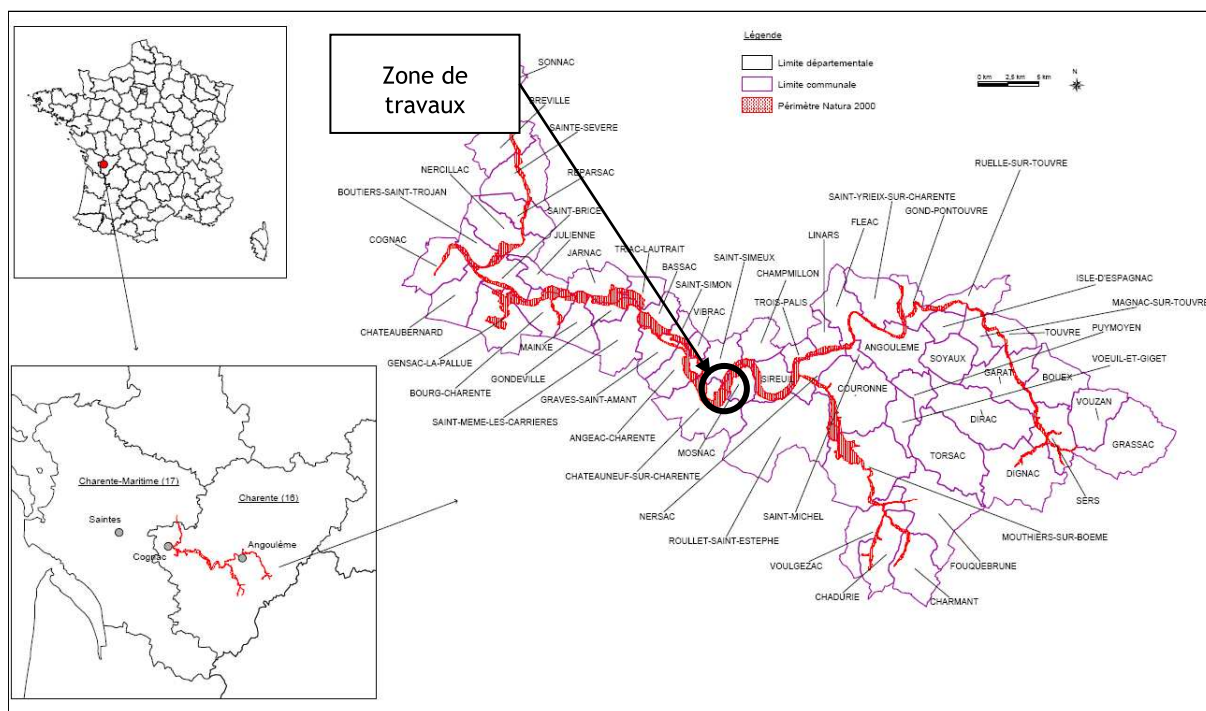 Zone de
travaux
Légende
Limite départementale
Limite communale
Périmètre Natura 2000
0 km 2,5 km 5 km
N
SONNAC
BREVILLE
SAINTE-SEVERE
NERCILLAC
REPARSAC
BOUTIERS-SAINT-TROJAN
SAINT-BRICE
COGNAC
JULIENNE
JARNAC
TRIAC-LAUTRAIT
BASSAC
SAINT-SIMEUX
SAINT-SIMON
CHAMPMILLON
VIBRAC
TROIS-PALIS
LINARS
FLEAC
SAINT-YRIEIX-SUR-CHARENTE
GOND-PONTOUVRE
RUELLE-SUR-TOUVRE
ISLE-D'ESPAGNAC
MAGNAC-SUR-TOUVRE
TOUVRE
PUYMOYEN
VOEUIL-ET-GIGET
CHATEAUBERNARD
GENSAC-LA-PALLUE
MAINXE
BOURG-CHARENTE
GONDEVILLE
GRAVES-SAINT-AMANT
SAINT-MEME-LES-CARRIERES
ANGEAC-CHARENTE
SIREUIL
MOSNAC
CHATEAUNEUF-SUR-CHARENTE
ANGOULEME
SOYAUX
COURONNE
GARAT
BOUEX
VOUZAN
DIRAC
GRASSAC
TORSAC
DIGNAC
SERS
NERSAC
SAINT-MICHEL
ROULLET-SAINT-ESTEPHE
MOUTHIERS-SUR-BOEME
VOULGEZAC
FOUQUEBRUNE
CHADURIE
CHARMANT
Charente-Maritime (17)
Charente (16)
Saintes
Cognac
Angoulême